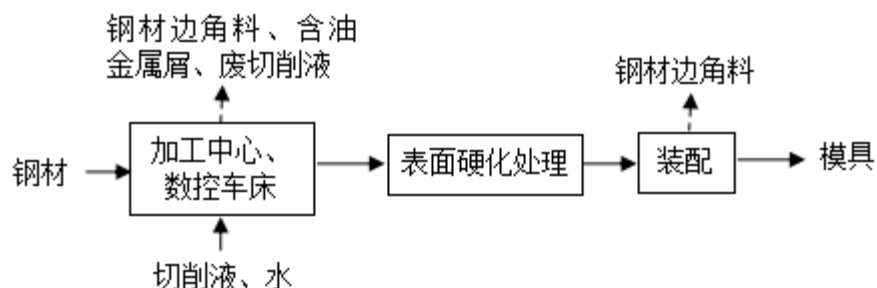 钢材边角料、含油
金属屑、废切削液
钢材边角料
钢材
加工中心、
数控车床
表面硬化处理
装配
模具
切削液、水